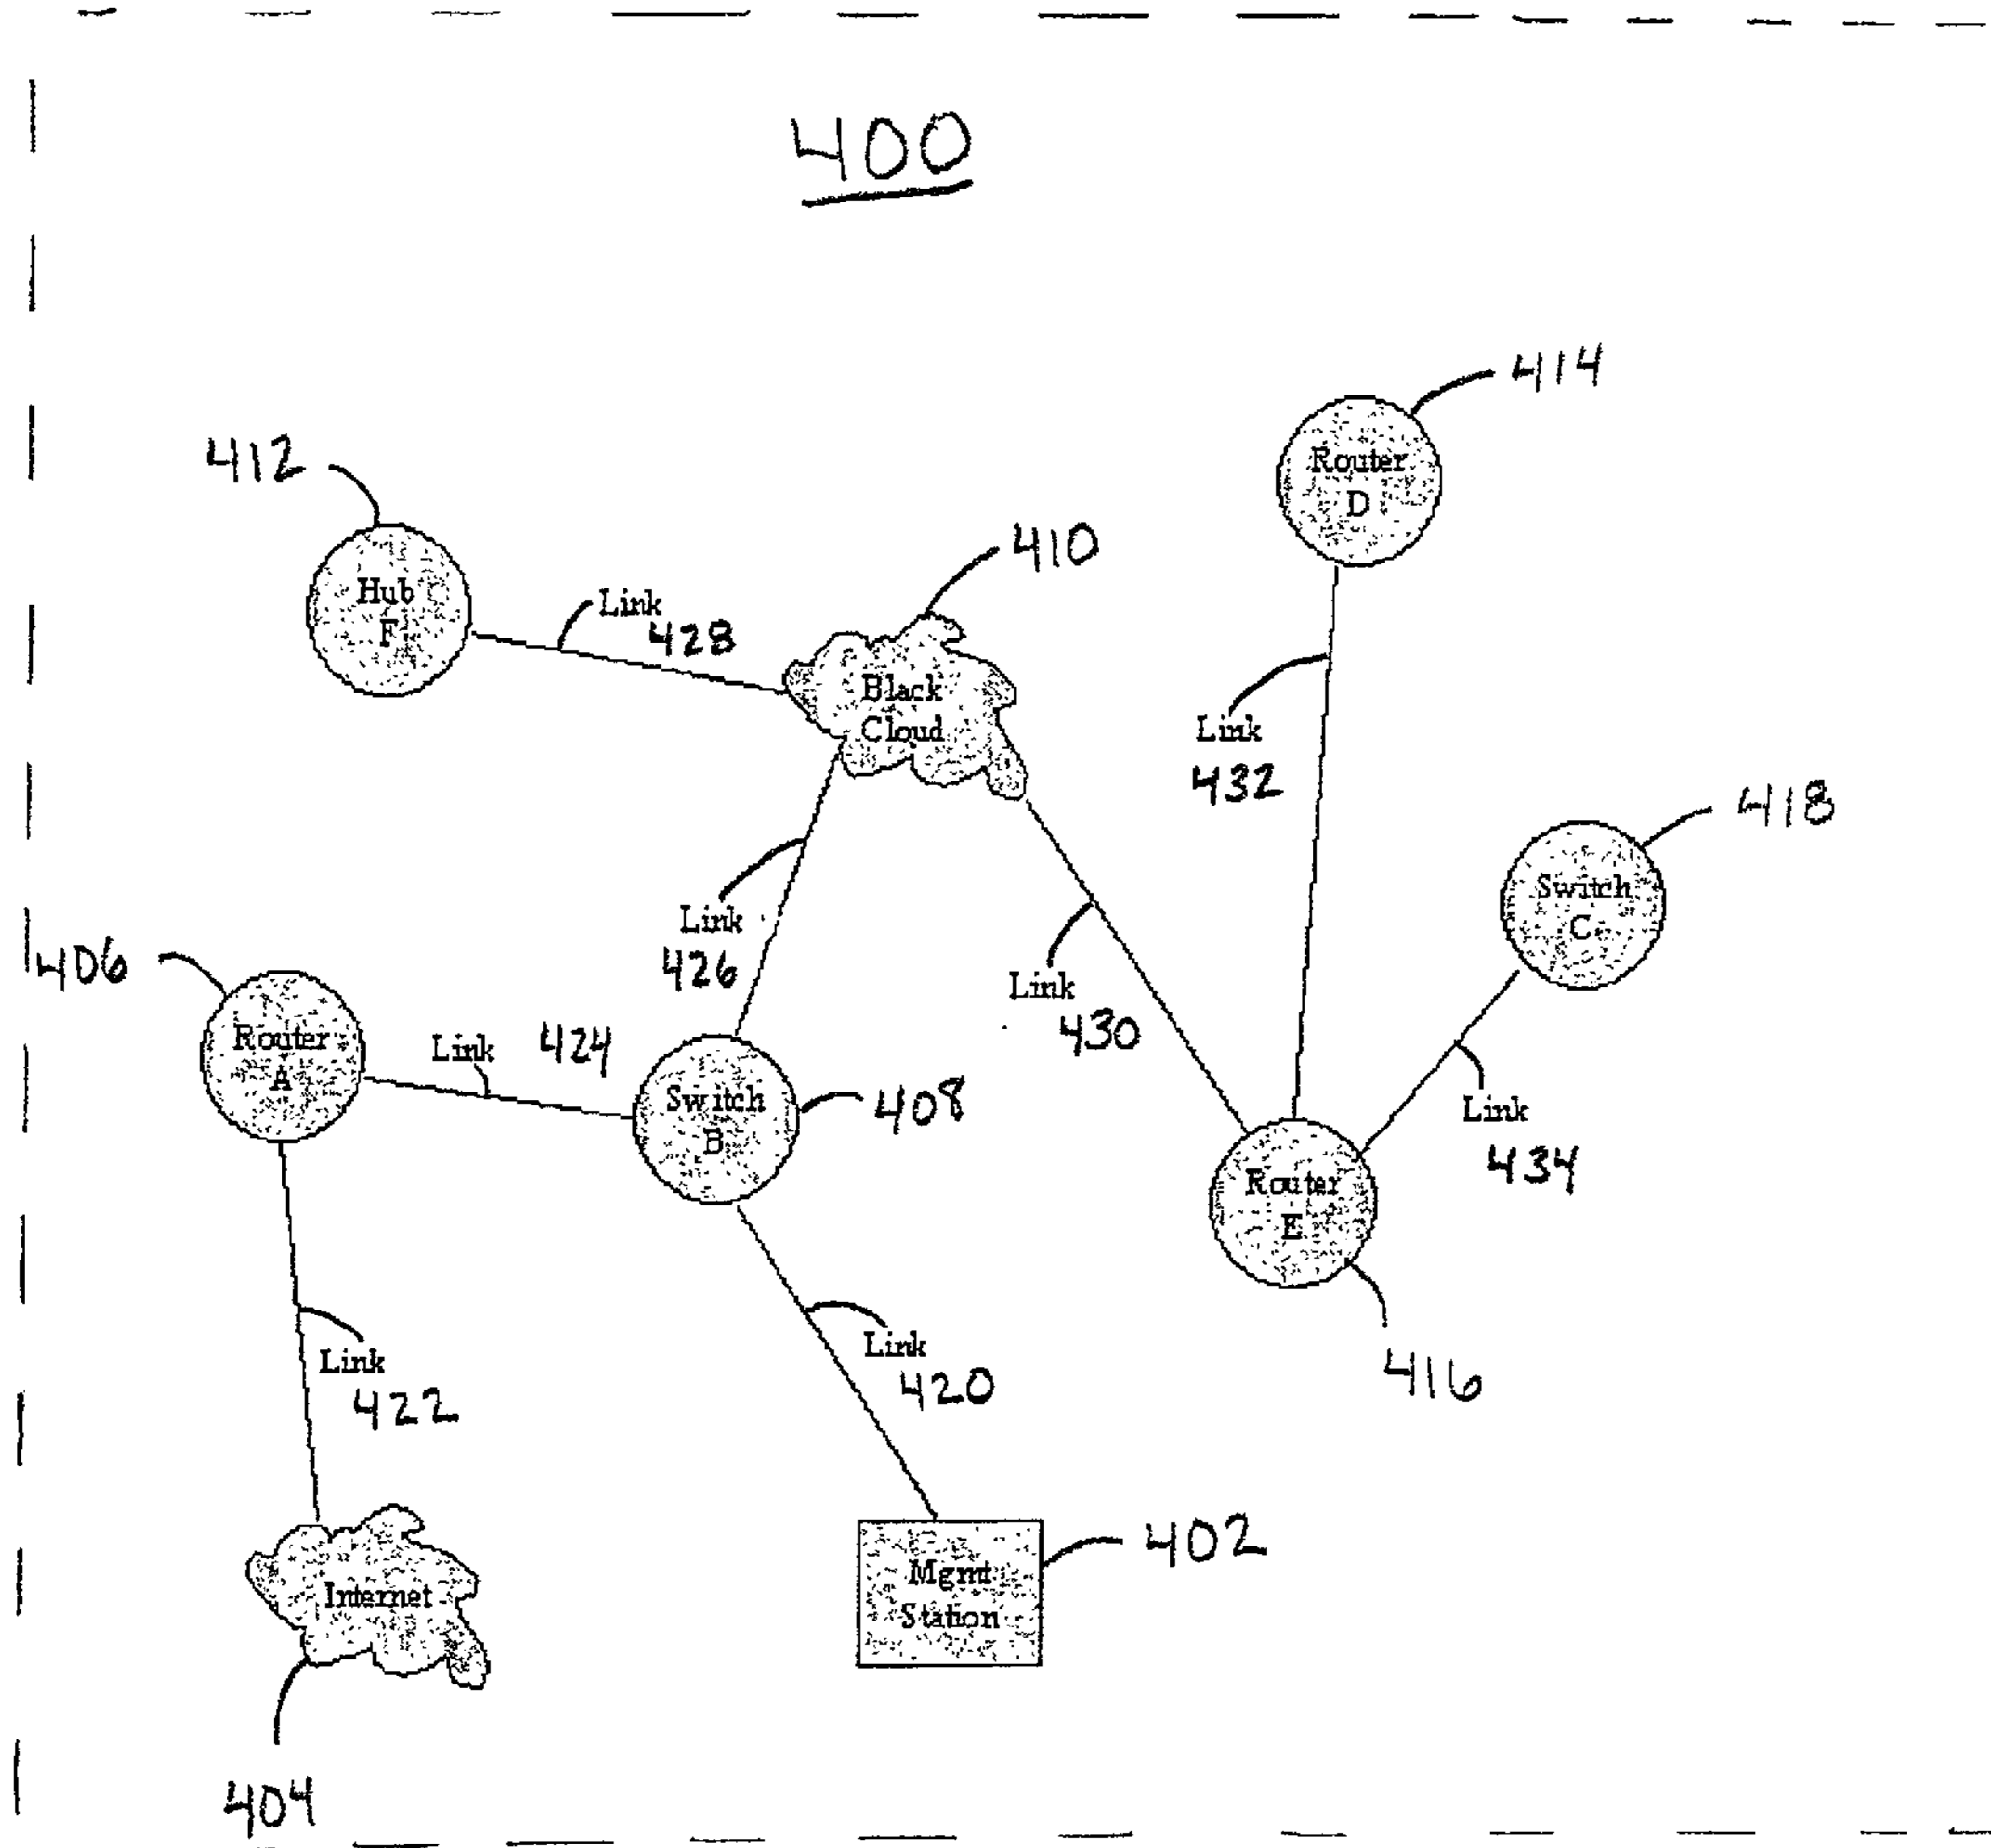 400
414
Router
D
412
410
Hub
F
Link
428
Black
Cloud
Link
432
418
Switch
C
Link
426
406
Link
430
Router
A
Link
424
Switch
B
408
Link
434
Router
E
Link
422
Link
420
416
Internet
Mgmt
Station
402
404